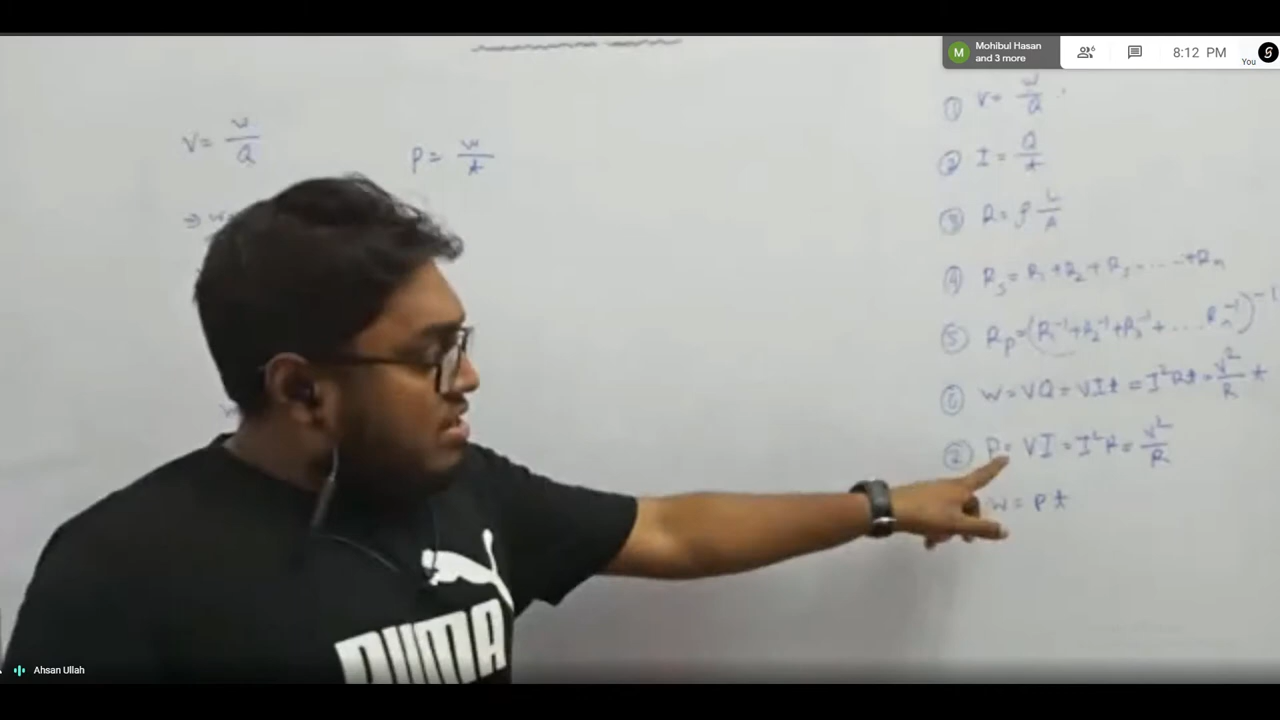 Mohibul Hasan
and 3 more
6
8:12 PM
You
V = W/Q
P = W/t
⇒ W
① V = W/Q
② I = Q/t
③ R = ρ L/A
④ Rs = R1 + R2 + R3 ..... + Rn
⑤ Rp = (R1⁻¹ + R2⁻¹ + R3⁻¹ + .... Rn⁻¹)⁻¹
⑥ W = VQ = VIt = I²Rt = V²/R t
⑦ P = VI = I²R = V²/R
W = Pt
PUMA
Ahsan Ullah